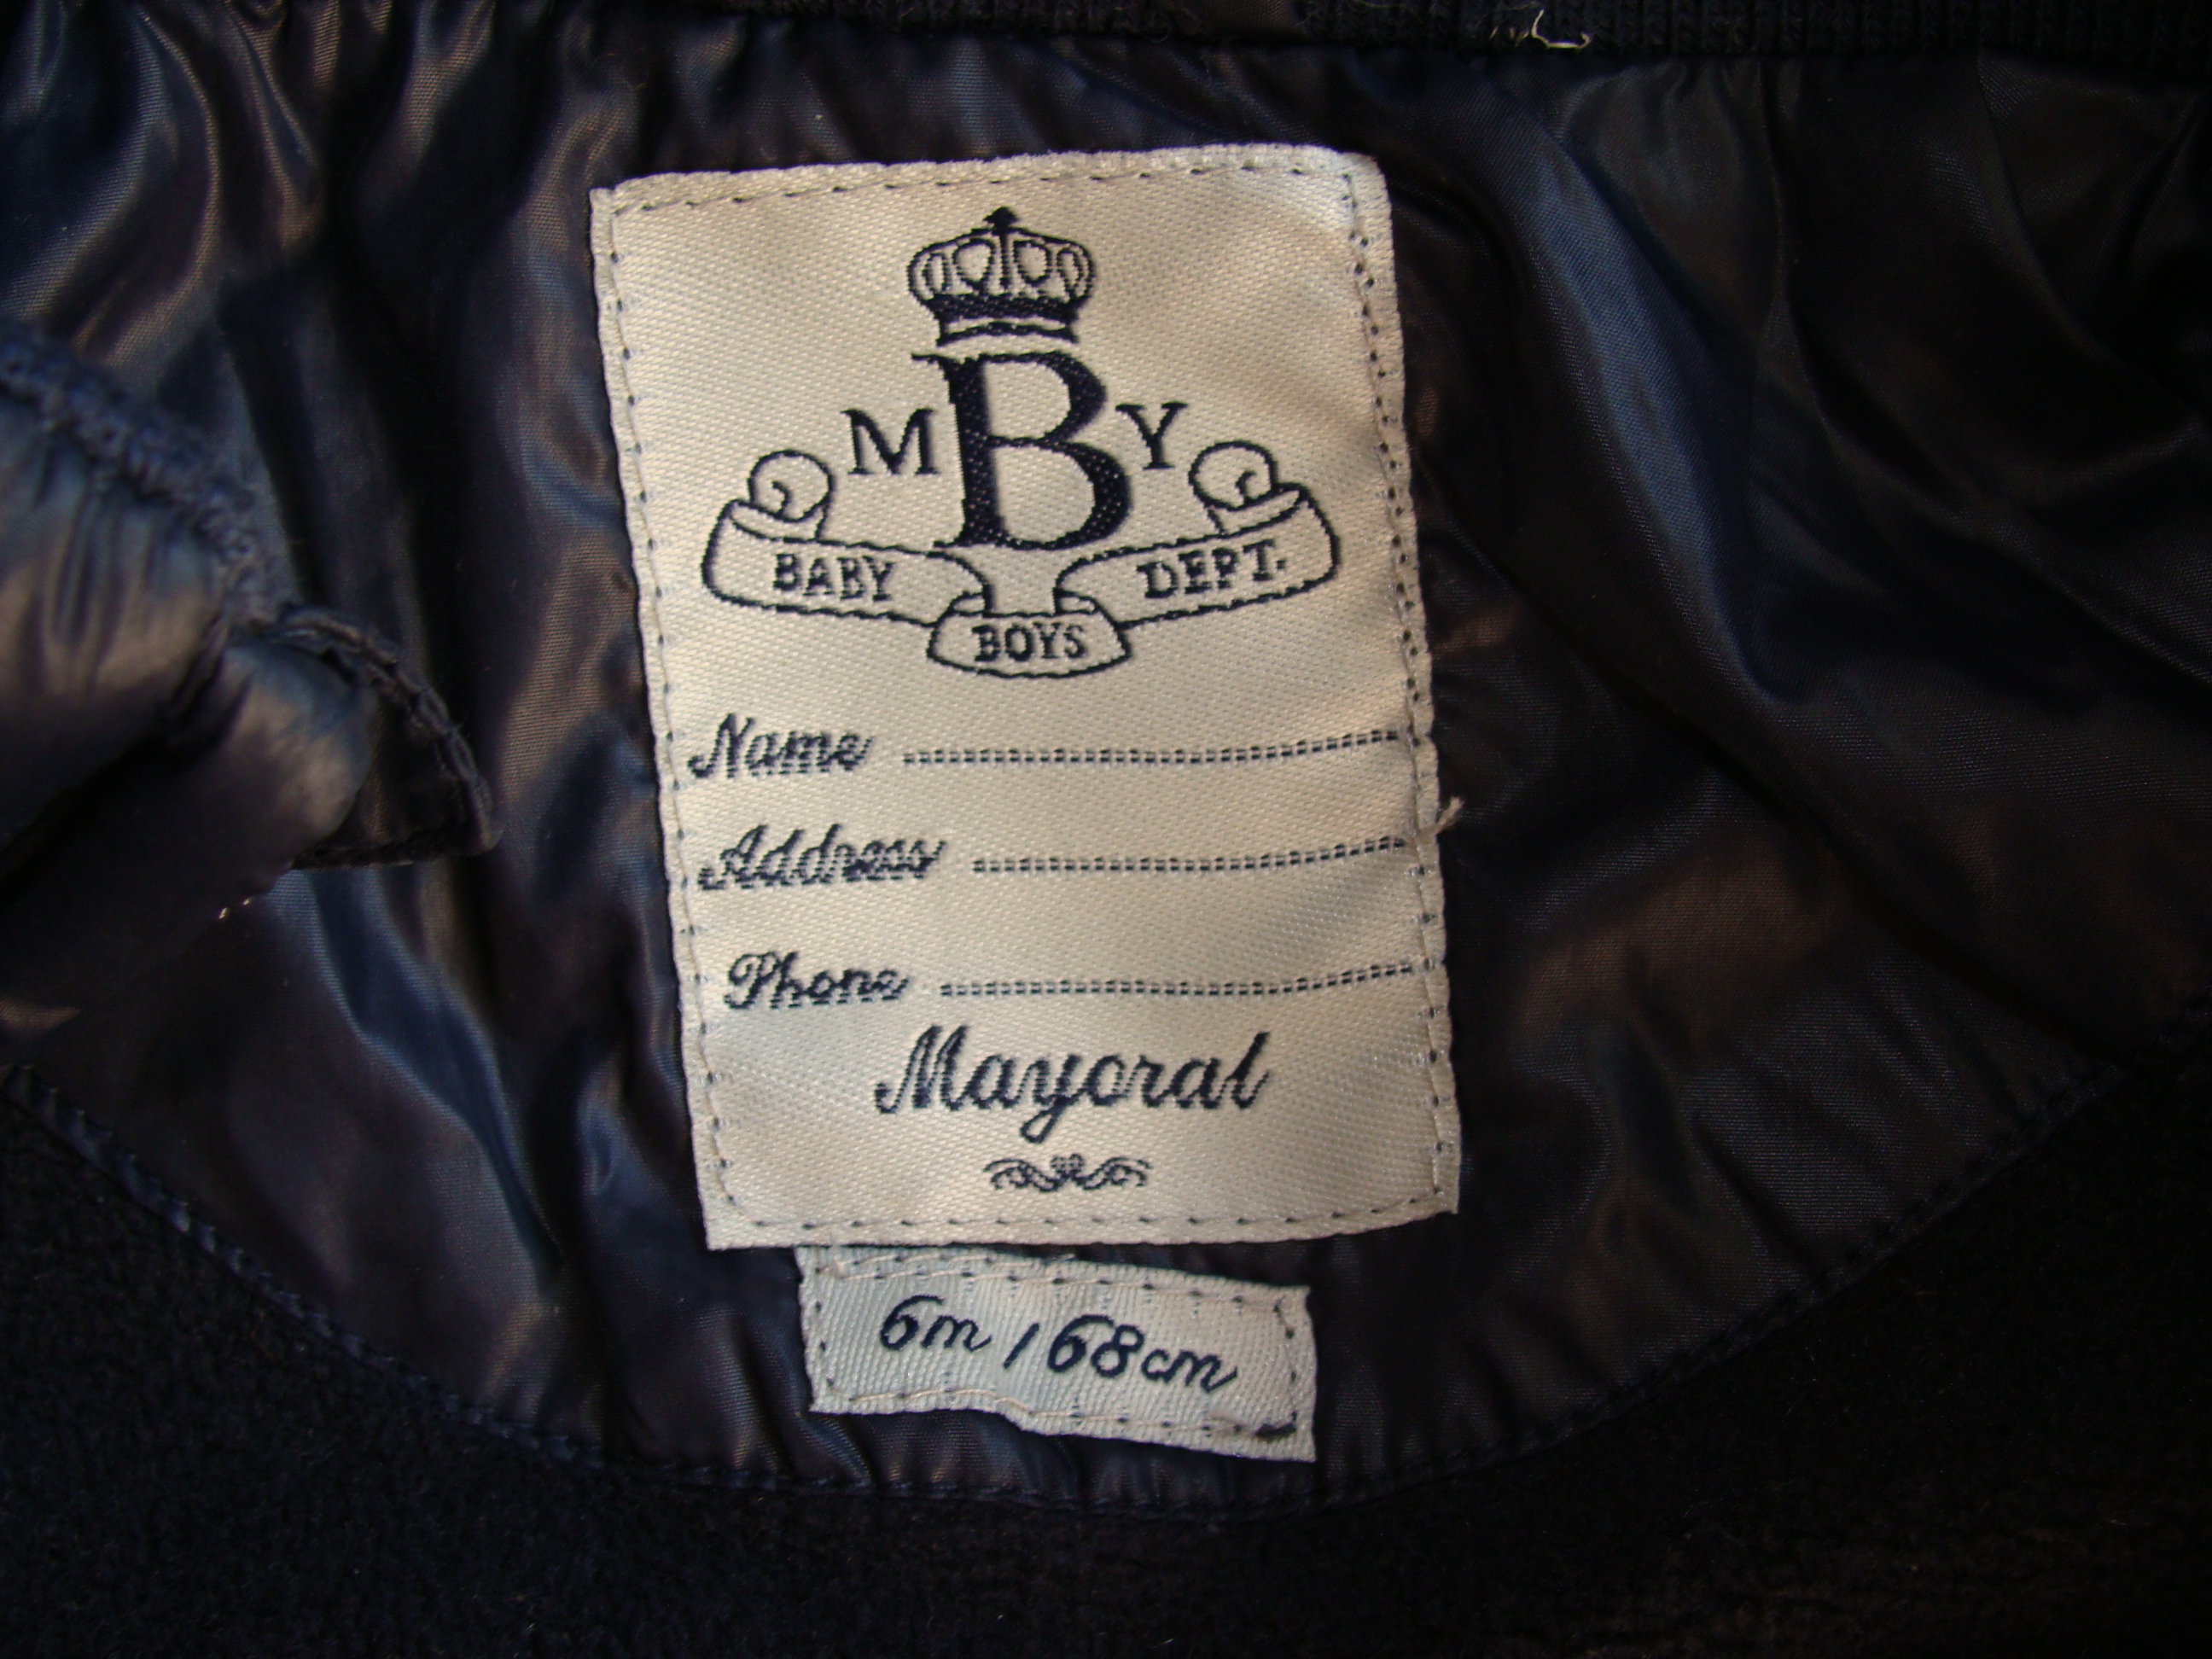 M B Y
BABY DEPT.
BOYS
Name
Address
Phone
Mayoral
6m / 68cm